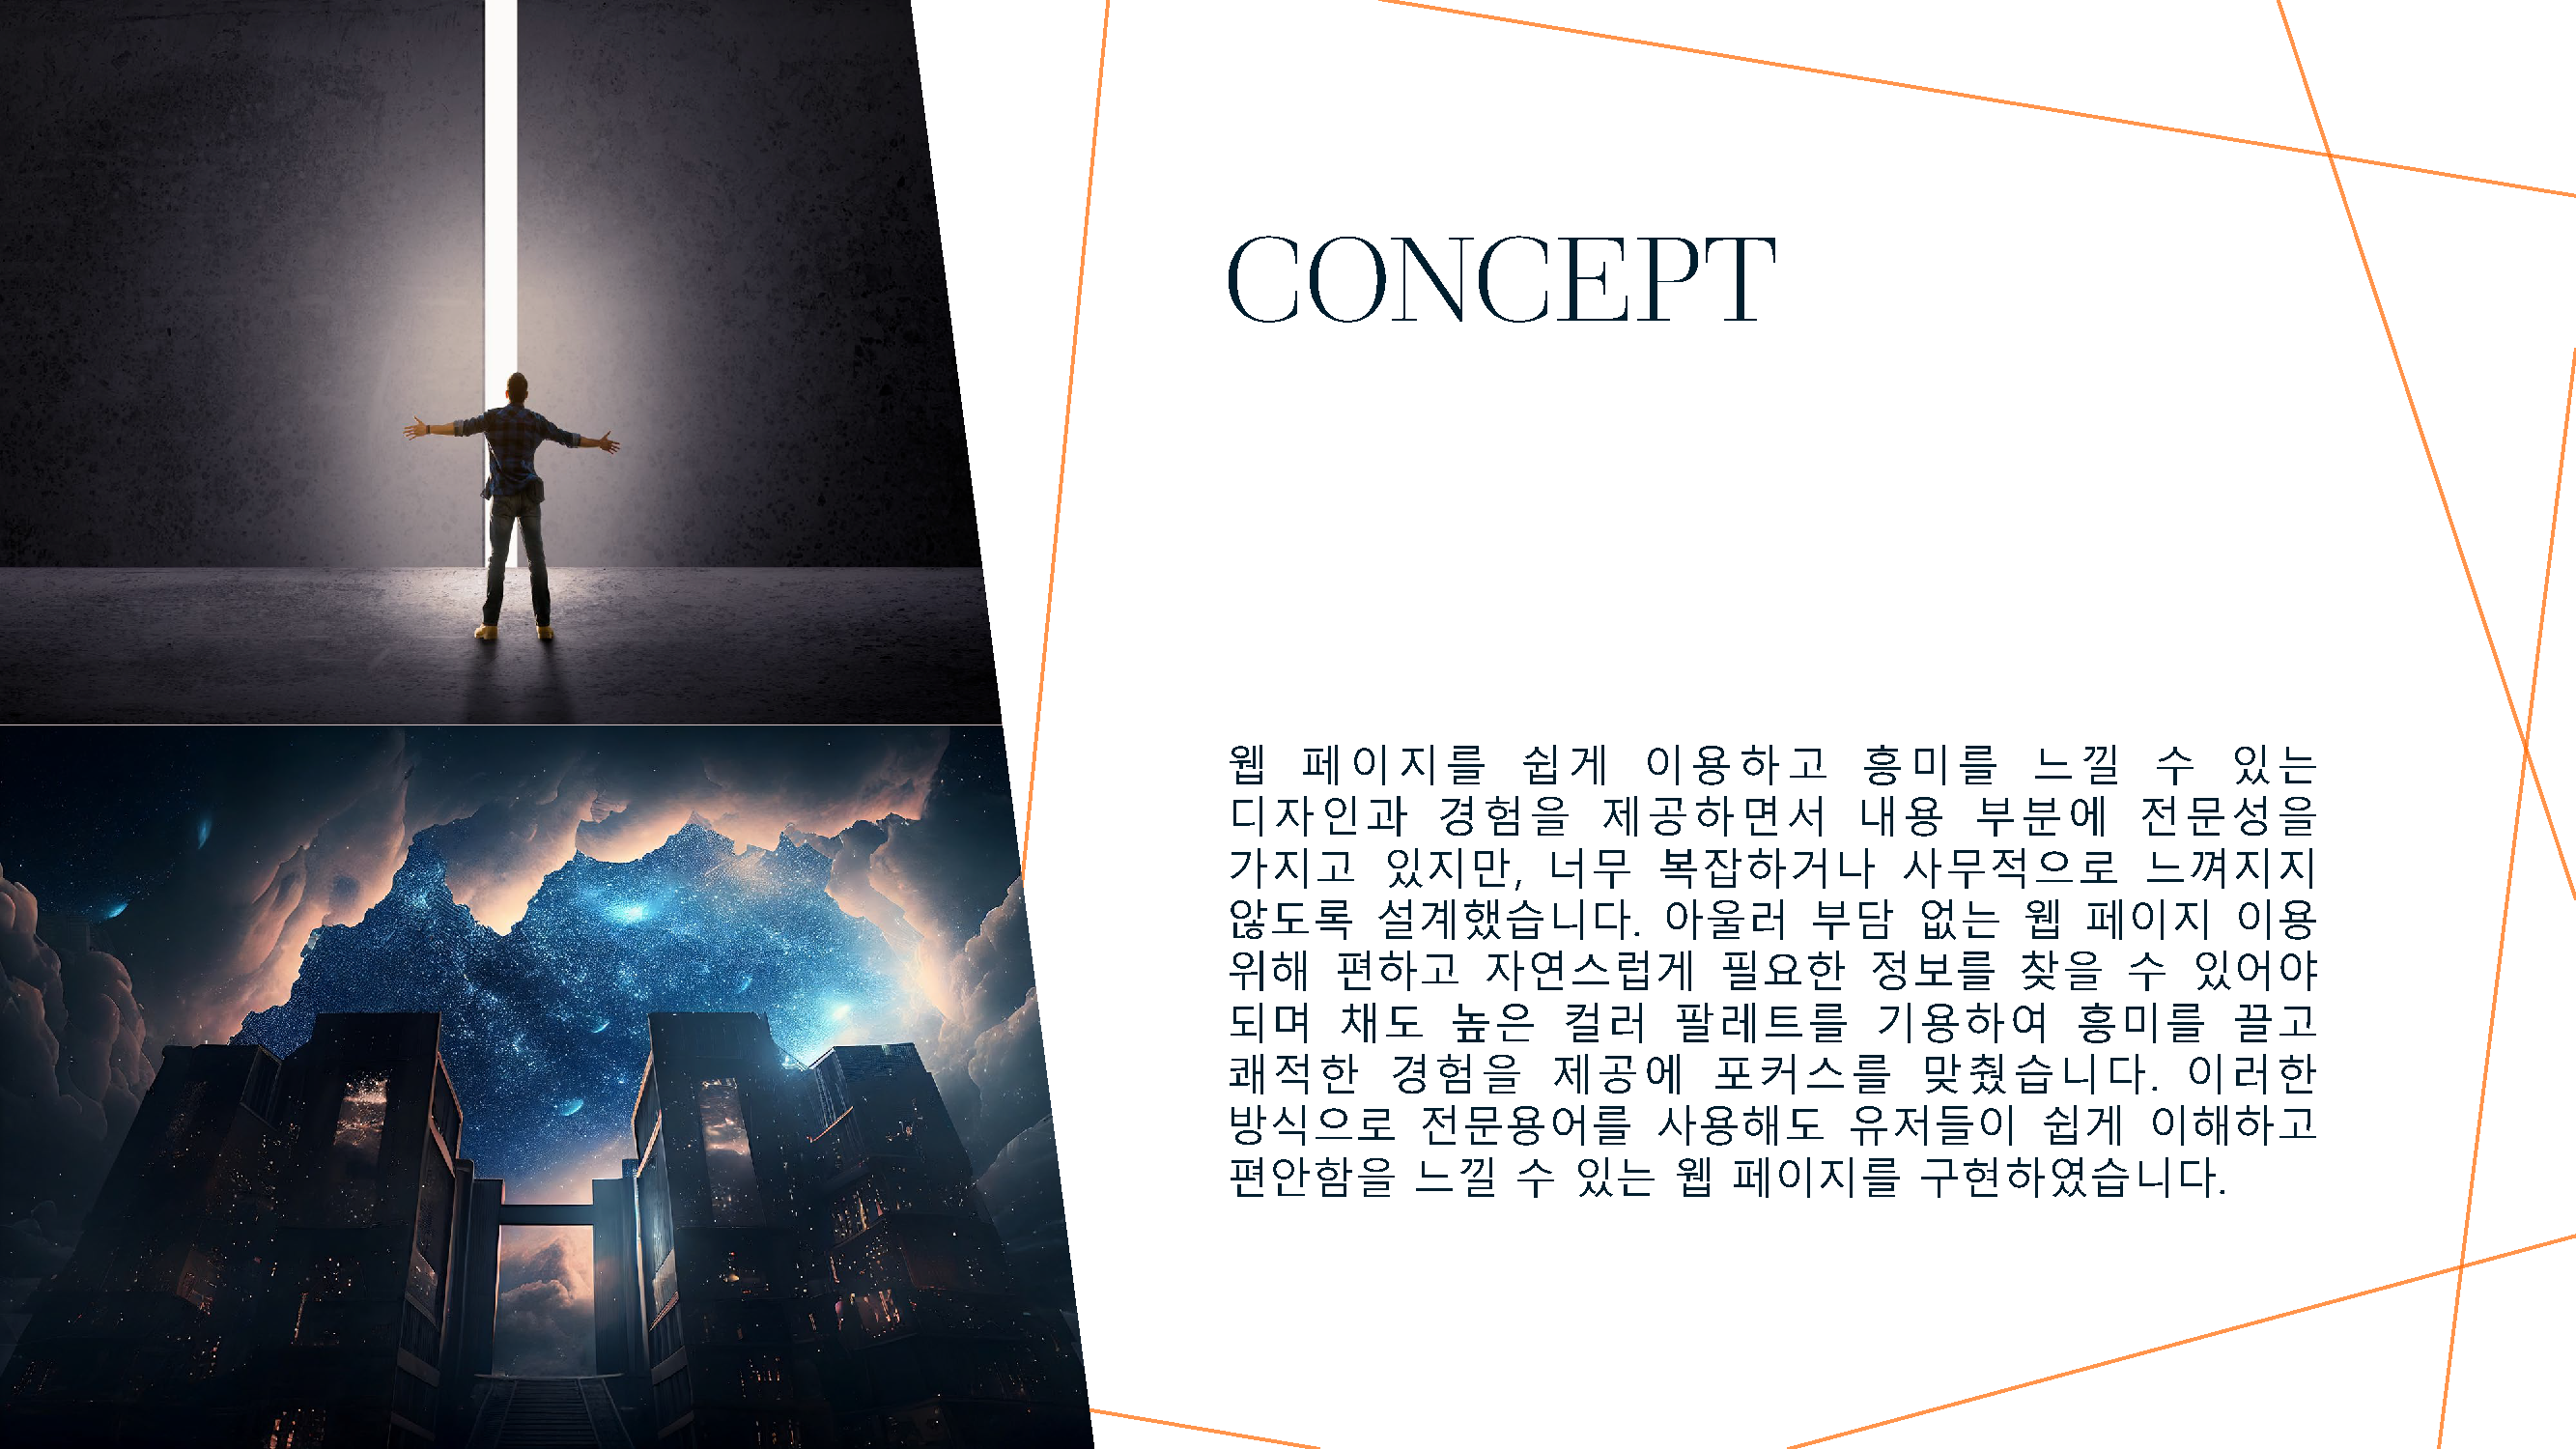 CONCEPT
웹 페이지를 쉽게 이용하고 흥미를 느낄 수 있는
디자인과 경험을 제공하면서 내용 부분에 전문성을
가지고 있지만, 너무 복잡하거나 사무적으로 느껴지지
않도록 설계했습니다. 아울러 부담 없는 웹 페이지 이용
위해 편하고 자연스럽게 필요한 정보를 찾을 수 있어야
되며 채도 높은 컬러 팔레트를 기용하여 흥미를 끌고
쾌적한 경험을 제공에 포커스를 맞췄습니다. 이러한
방식으로 전문용어를 사용해도 유저들이 쉽게 이해하고
편안함을 느낄 수 있는 웹 페이지를 구현하였습니다.